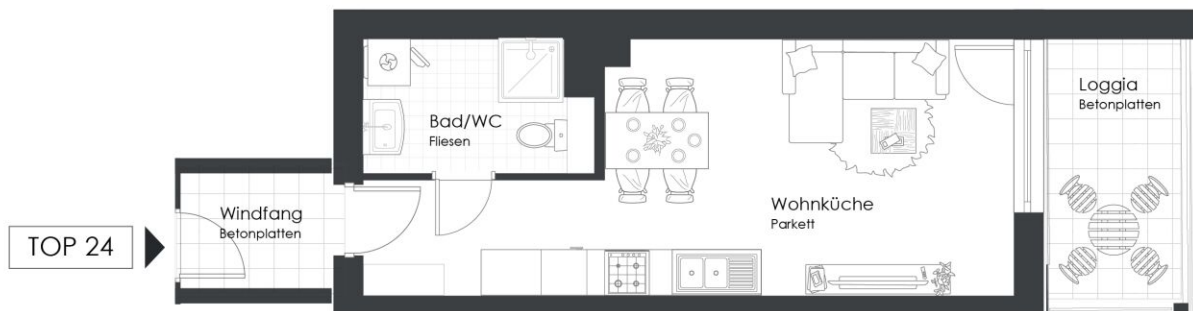 TOP 24
Windfang
Betonplatten
Bad/WC
Fliesen
Wohnküche
Parkett
Loggia
Betonplatten